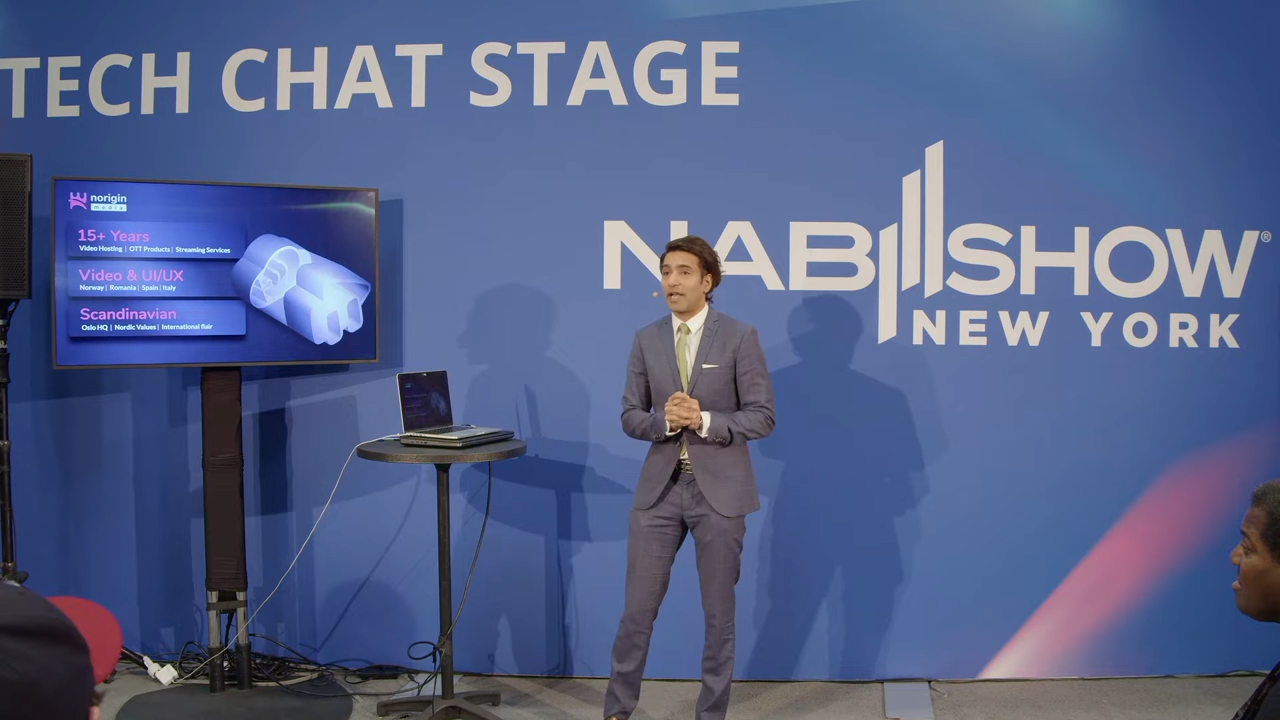 TECH CHAT STAGE
NAB SHOW®
NEW YORK
norigin
media
15+ Years
Video Hosting | OTT Products | Streaming Services
Video & UI/UX
Norway | Romania | Spain | Italy
Scandinavian
Oslo HQ | Nordic Values | International flair